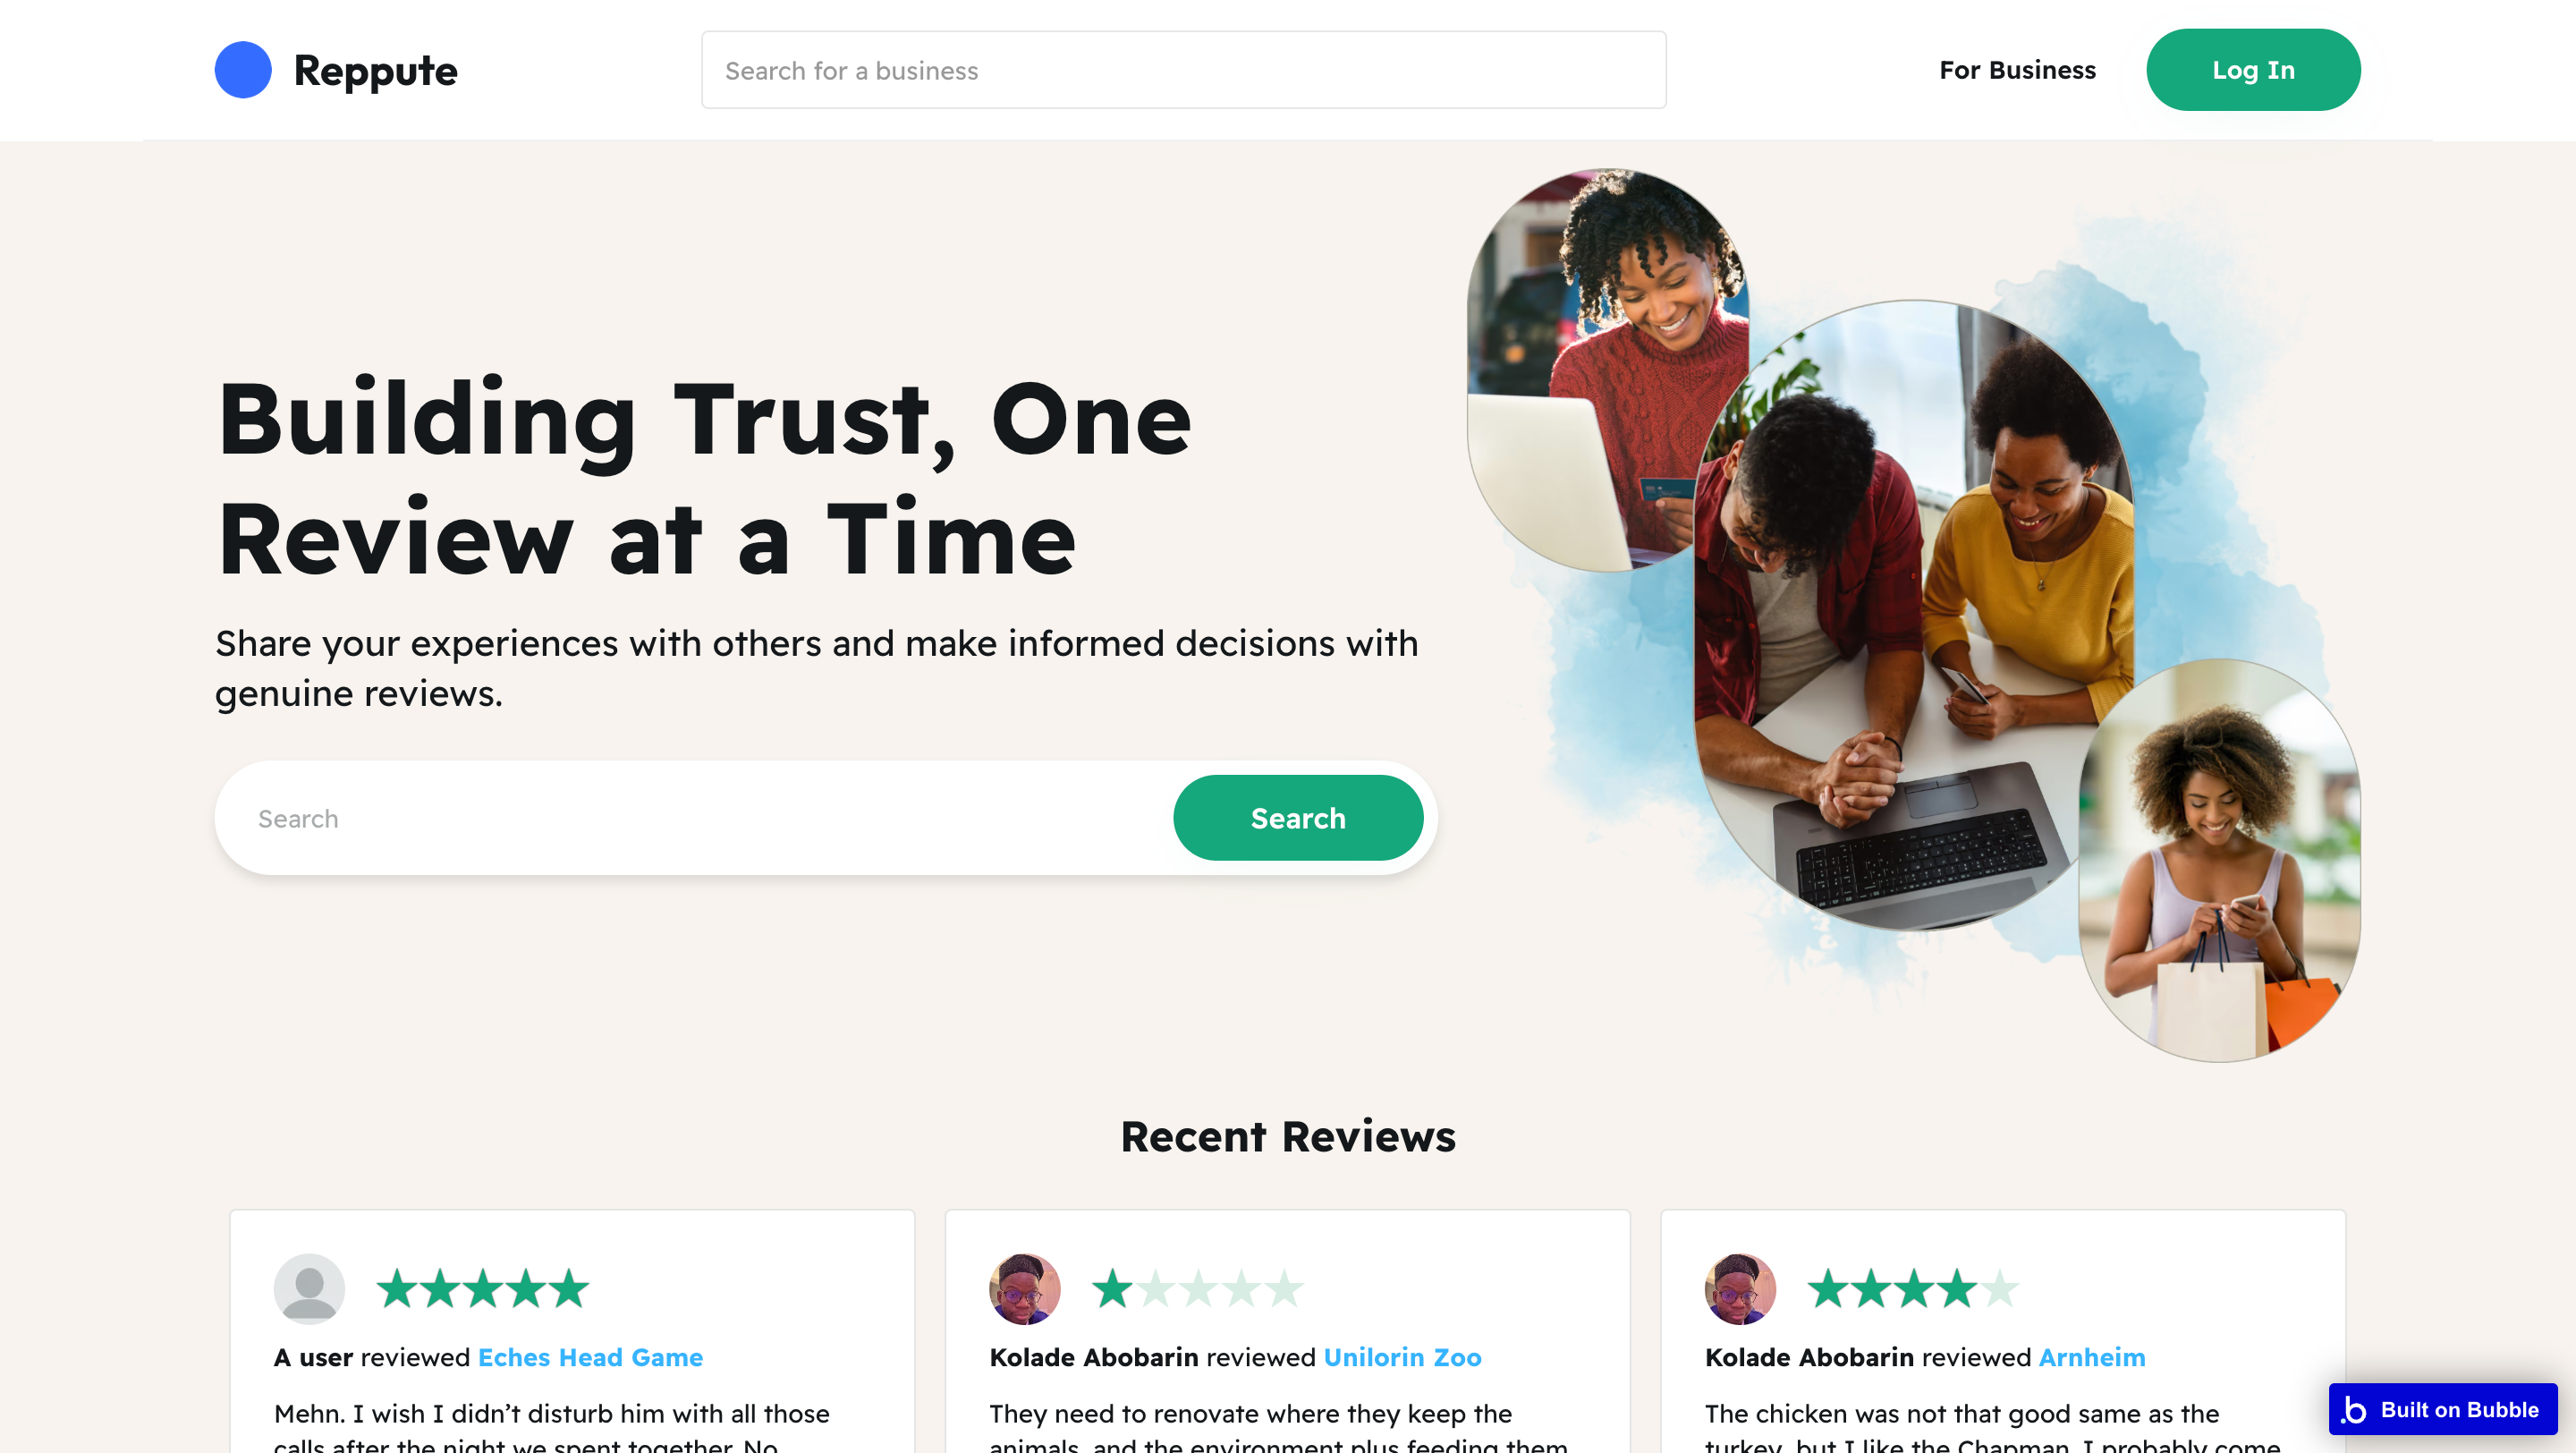 Reppute
Search for a business
For Business
Log In
Building Trust, One
Review at a Time
Share your experiences with others and make informed decisions with
genuine reviews.
Search
Search
Recent Reviews
A user reviewed Eches Head Game
Mehn. I wish I didn’t disturb him with all those
calls after the night we spent together. No
Kolade Abobarin reviewed Unilorin Zoo
They need to renovate where they keep the
animals, and the environment plus feeding them
Kolade Abobarin reviewed Arnheim
The chicken was not that good same as the
turkey, but I like the Chapman. I probably come
Built on Bubble